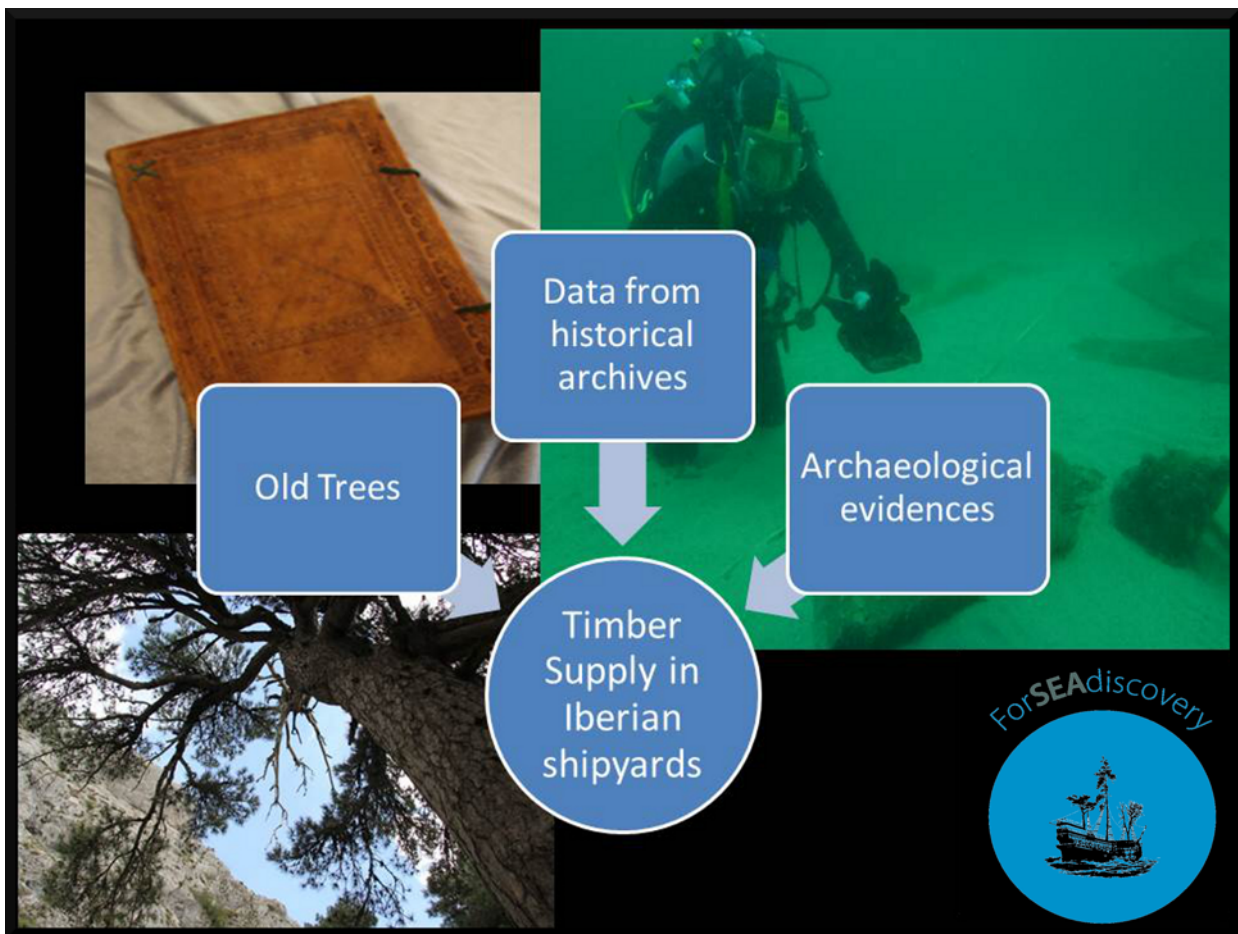 Data from
historical
archives
Old Trees
Archaeological
evidences
Timber
Supply in
Iberian
shipyards
ForSEAdiscovery